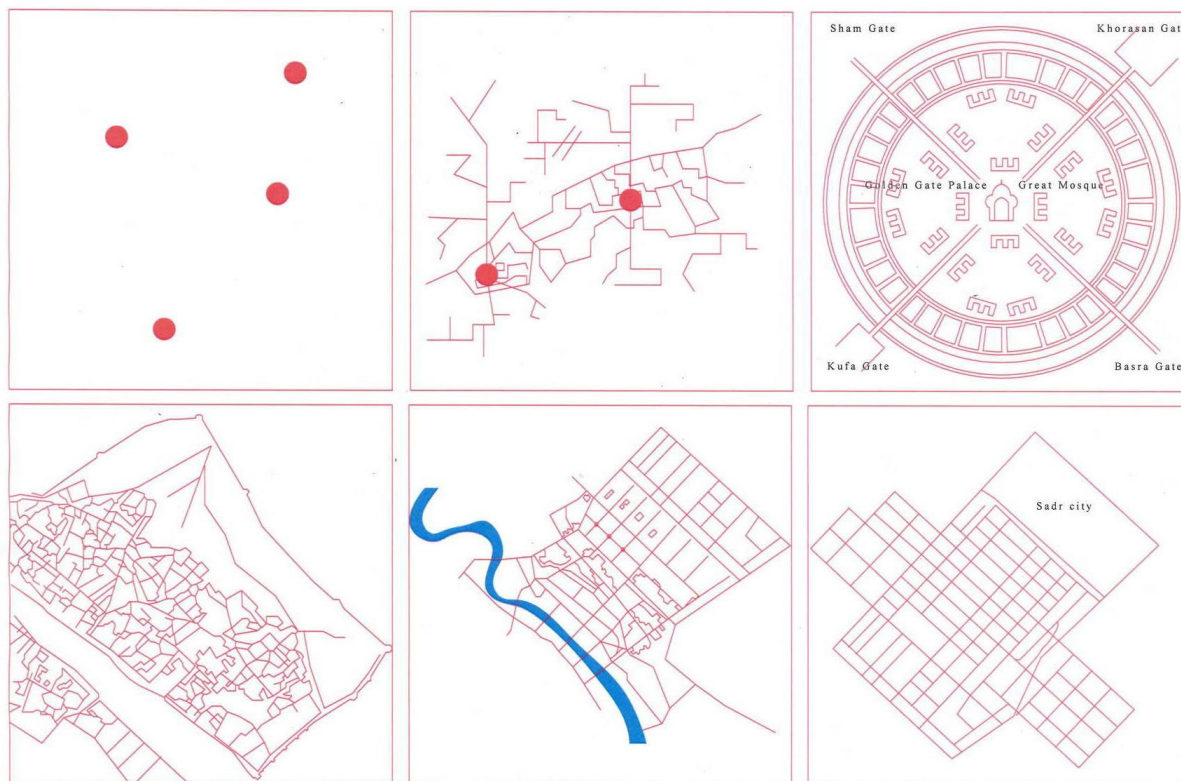 Sham Gate
Khorasan Gat
Golden Gate Palace
Great Mosque
Kufa Gate
Basra Gate
Sadr city